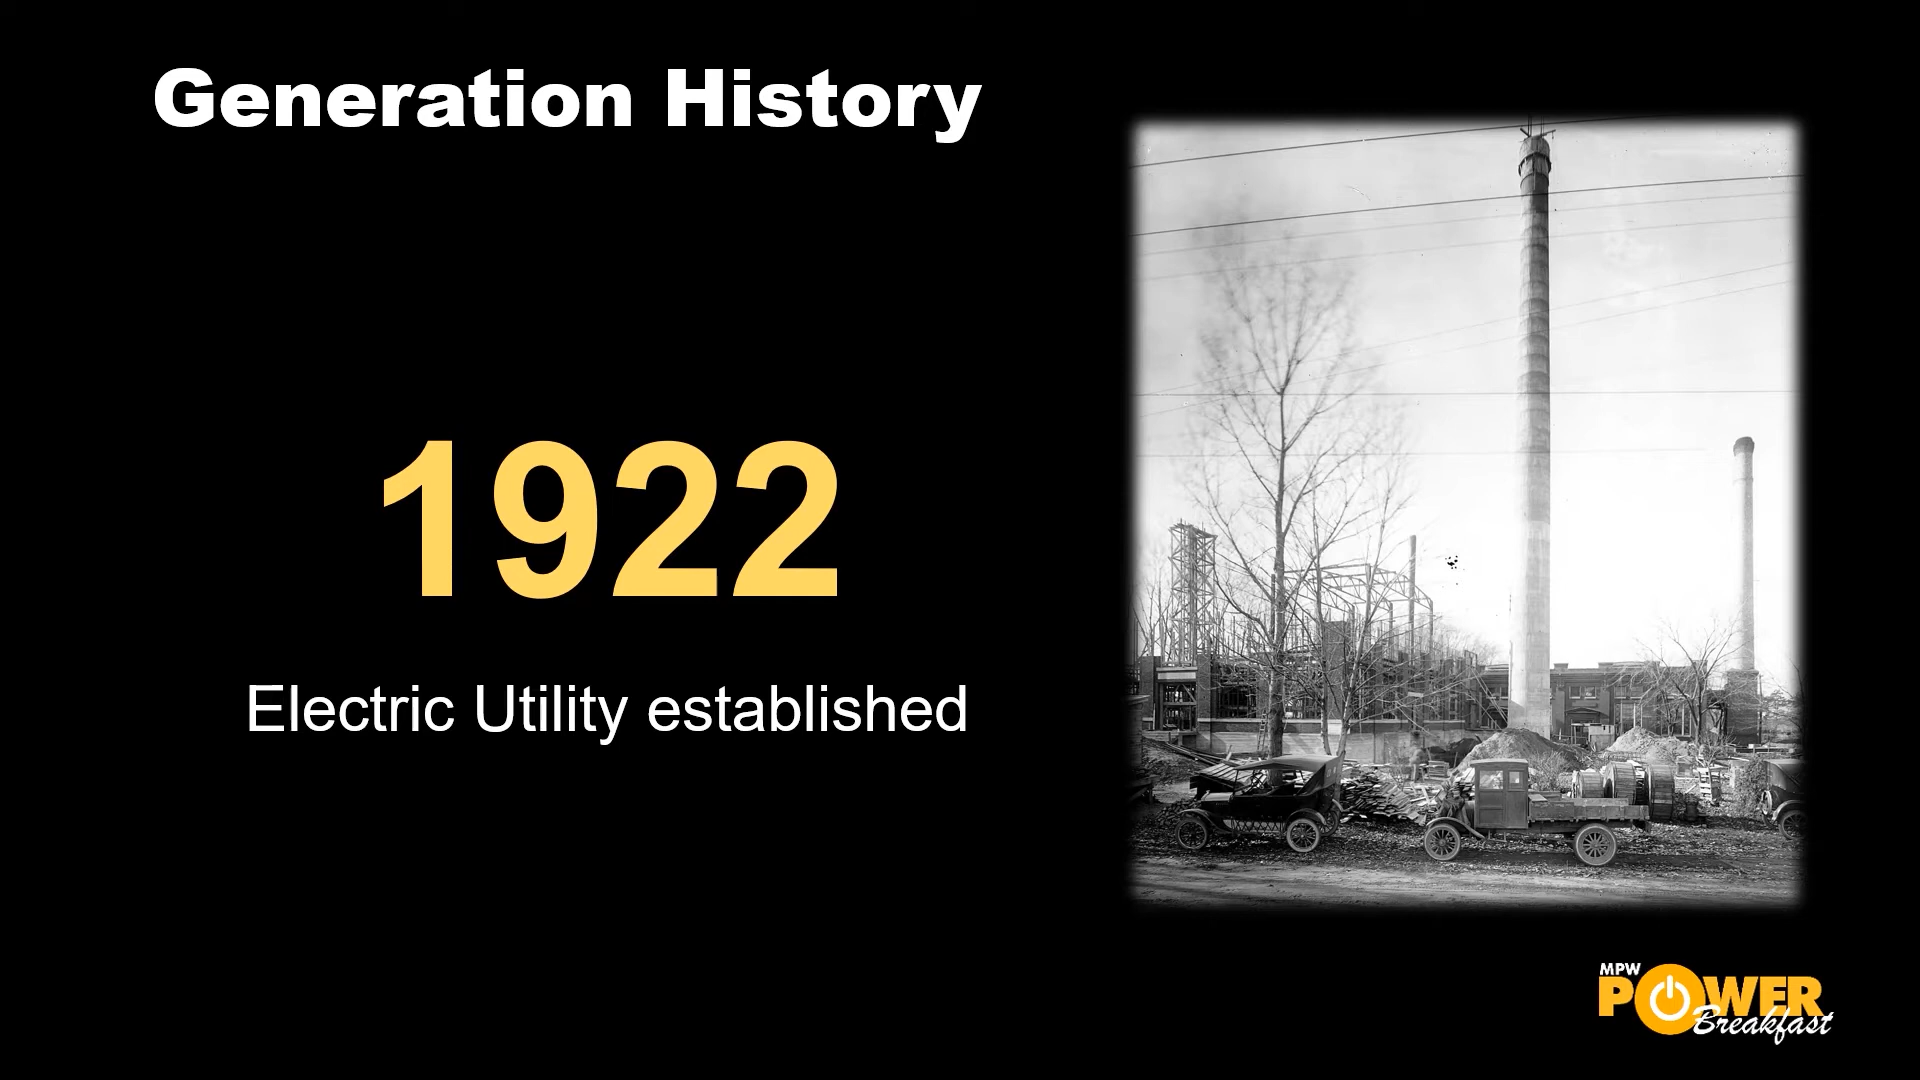 Generation History
1922
Electric Utility established
MPW
POWER
Breakfast